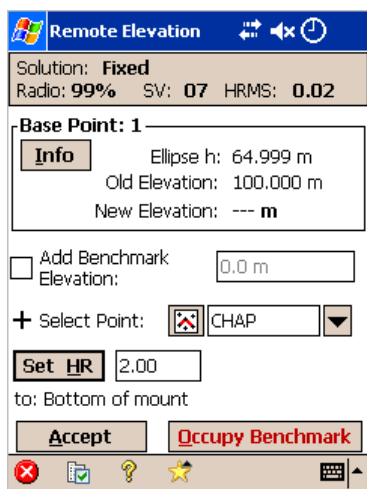 Remote Elevation
Solution: Fixed
Radio: 99% SV: 07 HRMS: 0.02
Base Point: 1
Info Ellipse h: 64.999 m
Old Elevation: 100.000 m
New Elevation: --- m
Add Benchmark
Elevation:
0.0 m
Select Point: CHAP
Set HR 2.00
to: Bottom of mount
Accept Occupy Benchmark